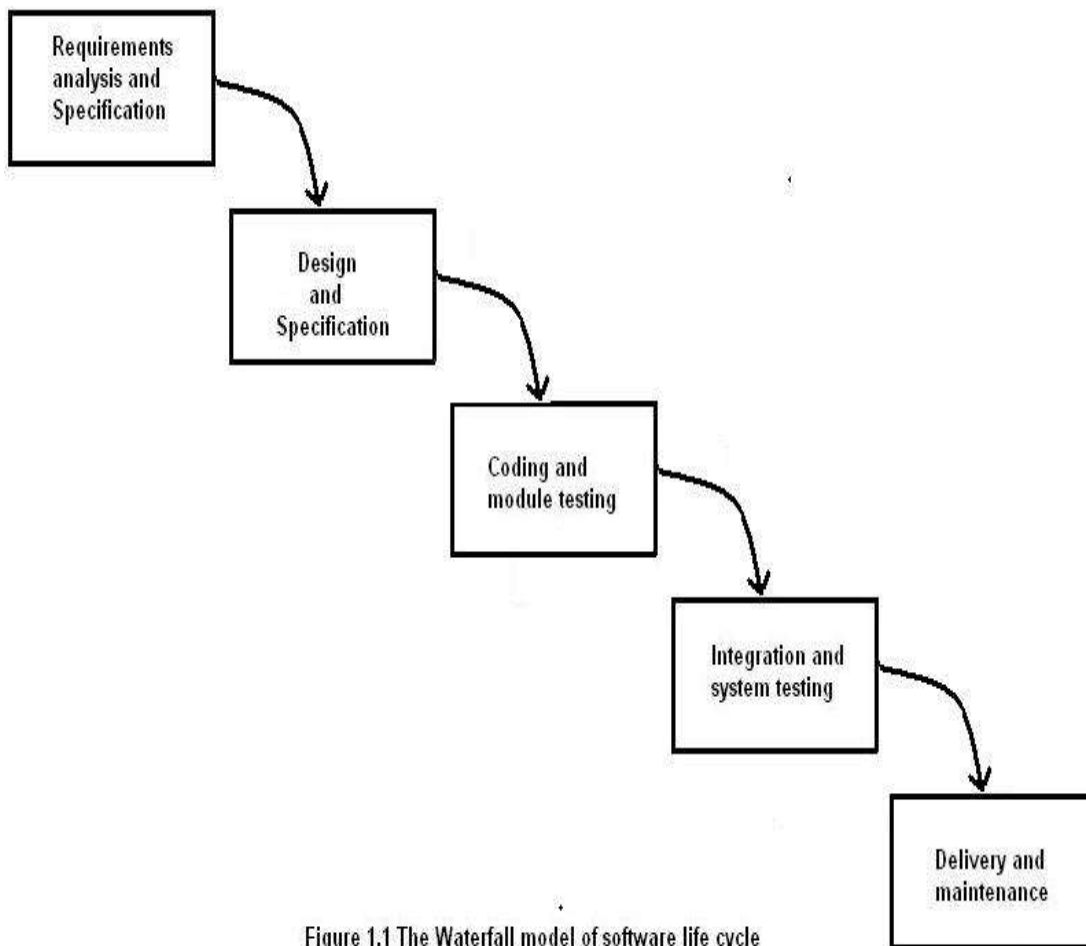 Requirements
analysis and
Specification
Design
and
Specification
Coding and
module testing
Integration and
system testing
Delivery and
maintenance
Figure 1.1 The Waterfall model of software life cycle